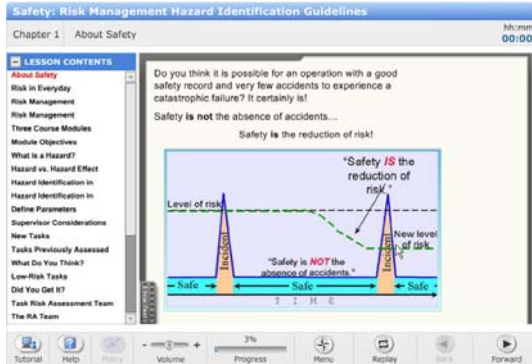 Safety: Risk Management Hazard Identification Guidelines
Chapter 1 About Safety
hh:mm
00:00
LESSON CONTENTS
About Safety
Risk in Everyday
Risk Management
Risk Management
Three Course Modules
Module Objectives
What is a Hazard?
Hazard vs. Hazard Effect
Hazard Identification in
Hazard Identification in
Define Parameters
Supervisor Considerations
New Tasks
Tasks Previously Assessed
What Do You Think?
Low-Risk Tasks
Did You Get It?
Task Risk Assessment Team
The RA Team
Do you think it is possible for an operation with a good
safety record and very few accidents to experience a
catastrophic failure? It certainly is!
Safety is not the absence of accidents...
Safety is the reduction of risk!
"Safety IS the
reduction of
risk."
Level of risk
Incident
New level
of risk
Incident
"Safety is NOT the
absence of accidents."
Safe
Safe
Safe
TIME
Tutorial
Help
Policy
- +
Volume
3%
Progress
Menu
Replay
Back
Forward